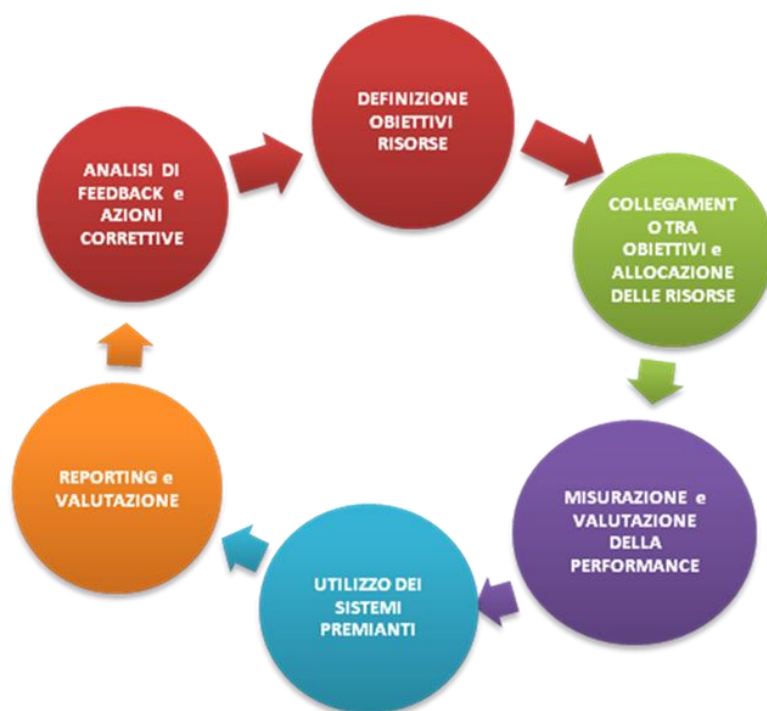 DEFINIZIONE
OBIETTIVI
RISORSE
COLLEGAMENT
O TRA
OBIETTIVI e
ALLOCAZIONE
DELLE RISORSE
MISURAZIONE e
VALUTAZIONE
DELLA
PERFORMANCE
UTILIZZO DEI
SISTEMI
PREMIANTI
REPORTING e
VALUTAZIONE
ANALISI DI
FEEDBACK e
AZIONI
CORRETTIVE